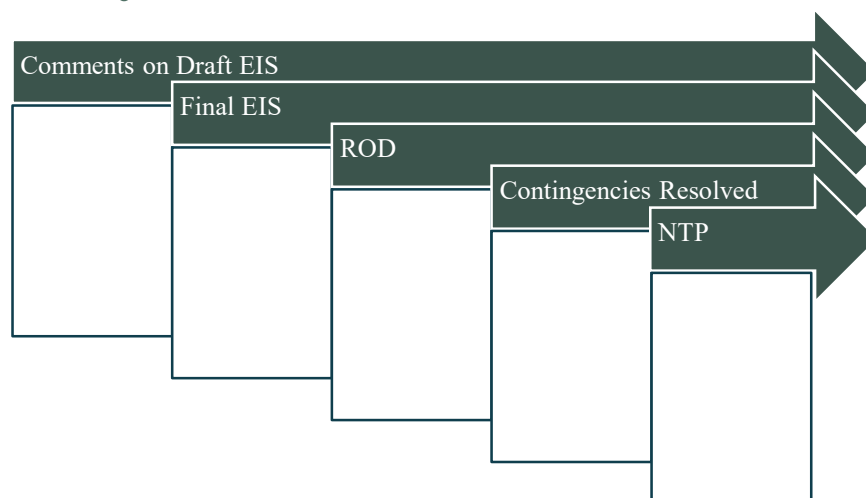 Comments on Draft EIS
Final EIS
ROD
Contingencies Resolved
NTP